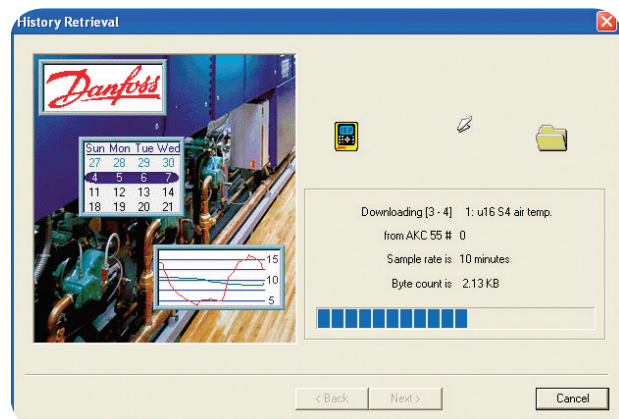 History Retrieval
Danfoss
Sun Mon Tue Wed
27 28 29 30
4 5 6 7
11 12 13 14
18 19 20 21
15
10
5
Downloading [3 - 4] 1: u16 S4 air temp.
from AKC 55 # 0
Sample rate is 10 minutes
Byte count is 2.13 KB
< Back
Next >
Cancel